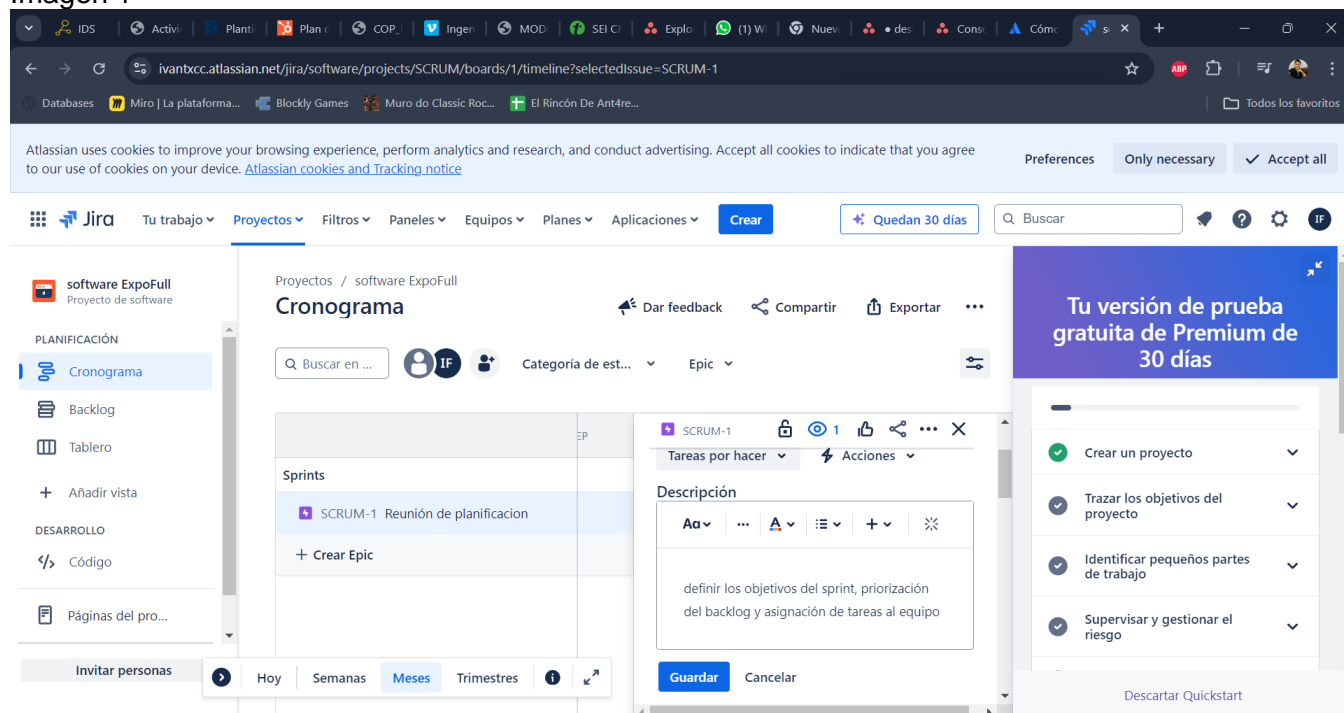 Imagen 1
IDS
Activi
Planti
Plan d
COP_I
Ingen
MODI
SEI Ch
Explo
(1) W
Nuev
• des
Consc
Cómo
ivantxcc.atlassian.net/jira/software/projects/SCRUM/boards/1/timeline?selectedIssue=SCRUM-1
ABP
Databases
Miro | La plataforma...
Blockly Games
Muro do Classic Roc...
El Rincón De Ant4re...
Todos los favoritos
Atlassian uses cookies to improve your browsing experience, perform analytics and research, and conduct advertising. Accept all cookies to indicate that you agree
to our use of cookies on your device. Atlassian cookies and Tracking notice
Preferences
Only necessary
Accept all
Jira
Tu trabajo
Proyectos
Filtros
Paneles
Equipos
Planes
Aplicaciones
Crear
Quedan 30 días
Buscar
IF
software ExpoFull
Proyecto de software
PLANIFICACIÓN
Cronograma
Backlog
Tablero
Añadir vista
DESARROLLO
Código
Páginas del pro...
Invitar personas
Proyectos / software ExpoFull
Cronograma
Dar feedback
Compartir
Exportar
Buscar en ...
IF
Categoría de est...
Epic
EP
Sprints
SCRUM-1 Reunión de planificacion
+ Crear Epic
Hoy
Semanas
Meses
Trimestres
SCRUM-1
1
Tareas por hacer
Acciones
Descripción
Aa
A
definir los objetivos del sprint, priorización
del backlog y asignación de tareas al equipo
Guardar
Cancelar
Tu versión de prueba
gratuita de Premium de
30 días
Crear un proyecto
Trazar los objetivos del
proyecto
Identificar pequeños partes
de trabajo
Supervisar y gestionar el
riesgo
Descartar Quickstart